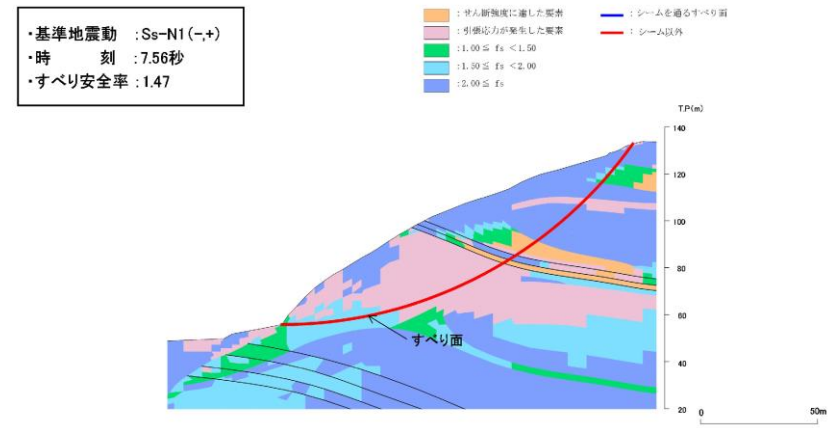 ・基準地震動 ：Ss-N1(-,+)
・時　　刻 ：7.56秒
・すべり安全率：1.47
：せん断強度に達した要素
：引張応力が発生した要素
：1.00≦ fs ＜1.50
：1.50≦ fs ＜2.00
：2.00≦ fs
：シームを通るすべり面
：シーム以外
T.P(m)
140
120
100
80
60
40
20
すべり面
0
50m